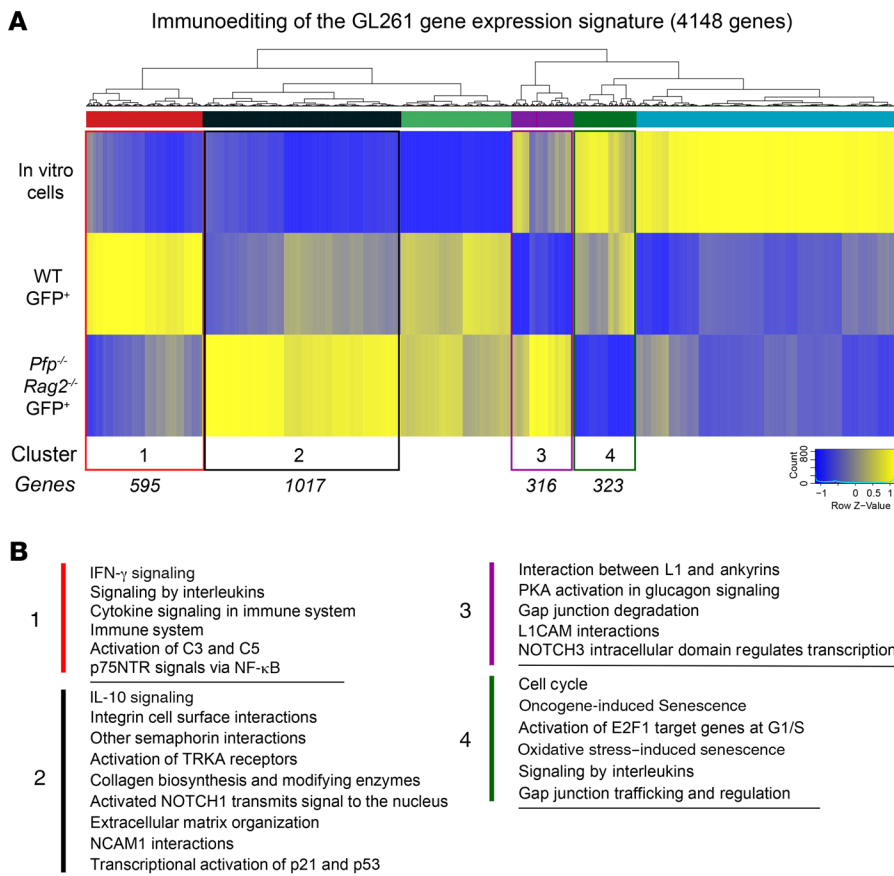 A
Immunoediting of the GL261 gene expression signature (4148 genes)
In vitro
cells
WT
GFP+
Pfp-/-
Rag2-/-
GFP+
Cluster 1 2 3 4
Genes 595 1017 316 323
Count
0 400 800
−1 0 0.5 1
Row Z−Value
B
1
IFN-γ signaling
Signaling by interleukins
Cytokine signaling in immune system
Immune system
Activation of C3 and C5
p75NTR signals via NF-κB
2
IL-10 signaling
Integrin cell surface interactions
Other semaphorin interactions
Activation of TRKA receptors
Collagen biosynthesis and modifying enzymes
Activated NOTCH1 transmits signal to the nucleus
Extracellular matrix organization
NCAM1 interactions
Transcriptional activation of p21 and p53
3
Interaction between L1 and ankyrins
PKA activation in glucagon signaling
Gap junction degradation
L1CAM interactions
NOTCH3 intracellular domain regulates transcription
4
Cell cycle
Oncogene-induced Senescence
Activation of E2F1 target genes at G1/S
Oxidative stress–induced senescence
Signaling by interleukins
Gap junction trafficking and regulation